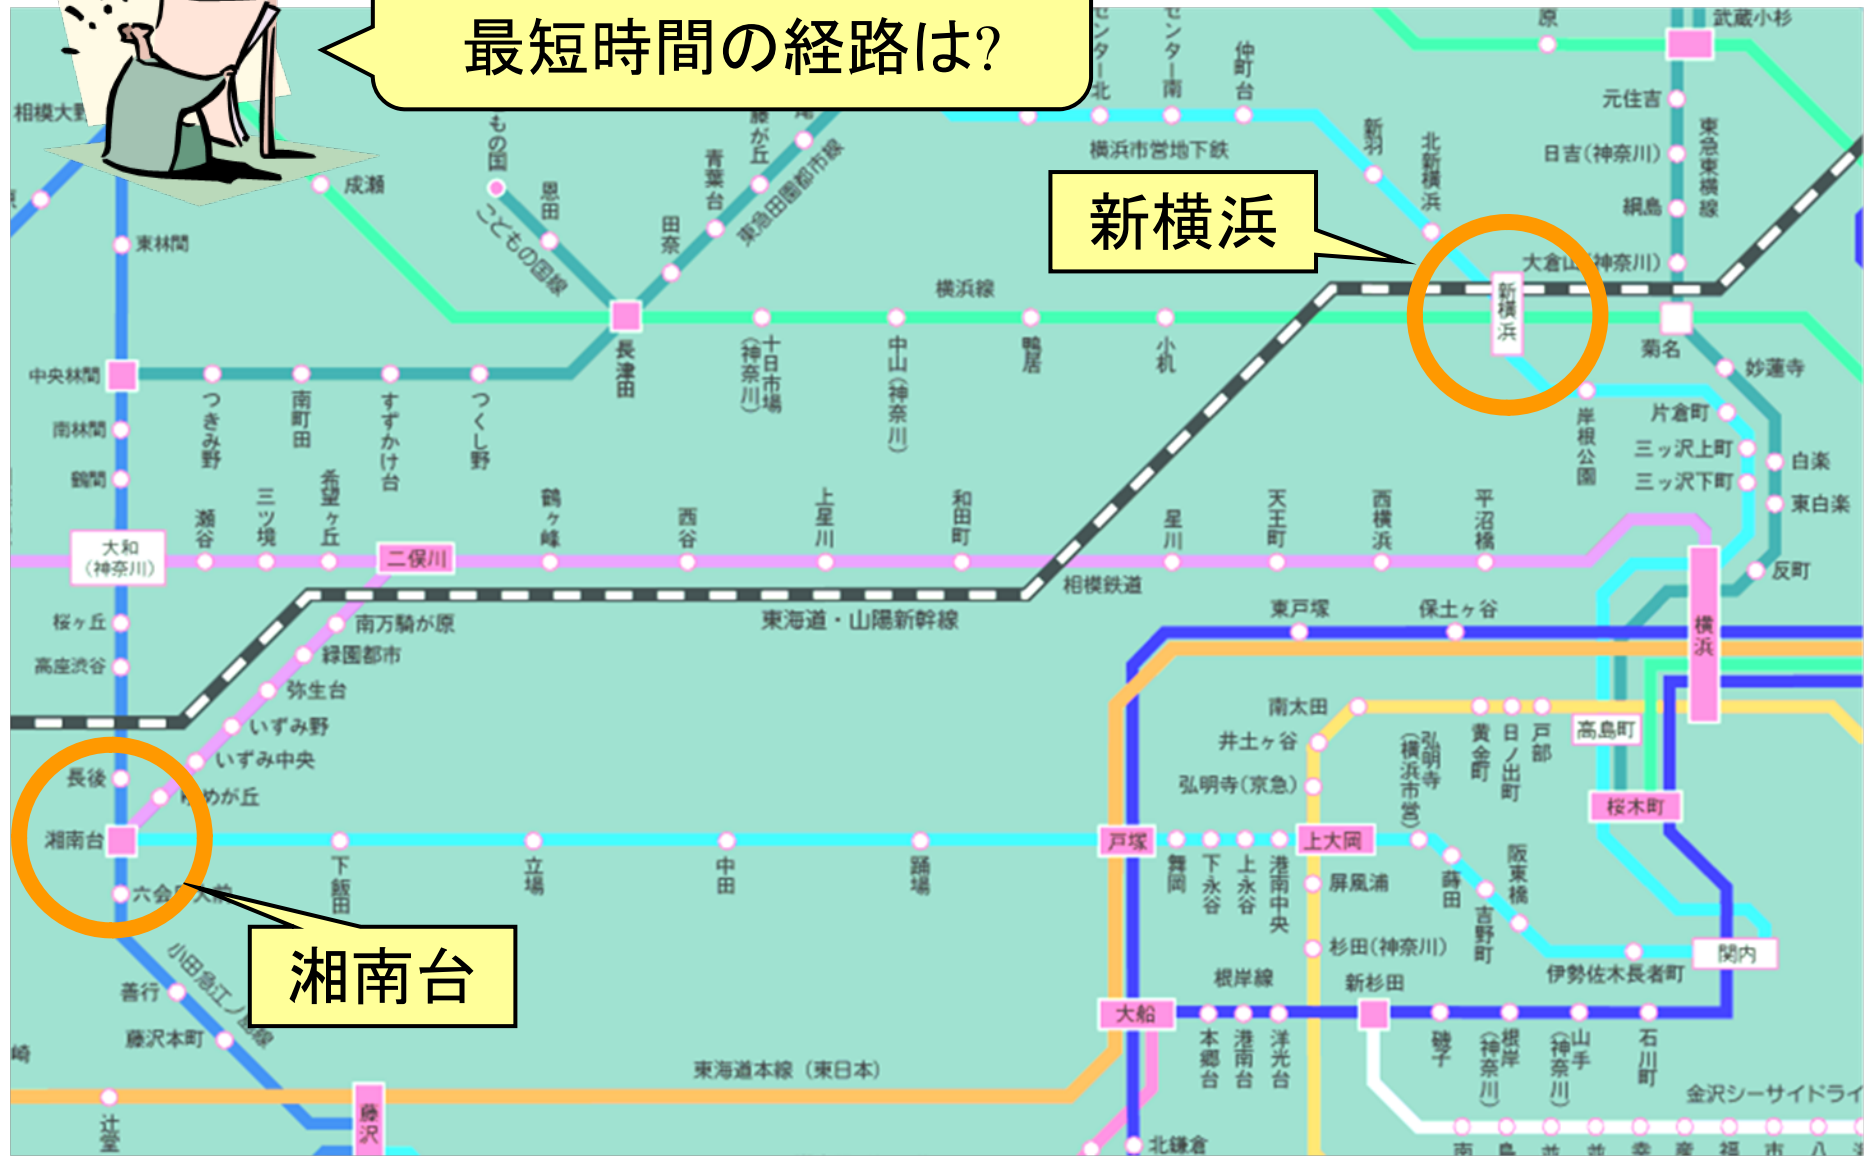 最短時間の経路は?
新横浜
湘南台
武蔵小杉
原
センター北
センター南
仲町台
元住吉
東急東横線
日吉(神奈川)
綱島
大倉山(神奈川)
新羽
北新横浜
横浜市営地下鉄
相模大野
成瀬
もの国
恩田
こどもの国線
田奈
青葉台
藤が丘
東急田園都市線
東林間
横浜線
新横浜
菊名
妙蓮寺
長津田
十日市場
(神奈川)
中山(神奈川)
鴨居
小机
中央林間
つきみ野
南町田
すずかけ台
つくし野
南林間
鶴間
岸根公園
片倉町
三ッ沢上町
三ッ沢下町
白楽
東白楽
反町
大和
(神奈川)
瀬谷
三ツ境
希望ヶ丘
二俣川
鶴ヶ峰
西谷
上星川
和田町
星川
天王町
西横浜
平沼橋
相模鉄道
横浜
桜ヶ丘
高座渋谷
南万騎が原
緑園都市
弥生台
いずみ野
いずみ中央
めが丘
東海道・山陽新幹線
東戸塚
保土ヶ谷
長後
湘南台
六会
下飯田
立場
中田
踊場
戸塚
舞岡
下永谷
上永谷
港南中央
上大岡
南太田
井土ヶ谷
弘明寺(京急)
弘明寺
(横浜市営)
黄金町
日ノ出町
戸部
高島町
桜木町
蒔田
吉野町
阪東橋
伊勢佐木長者町
関内
屏風浦
杉田(神奈川)
小田急江ノ島線
善行
藤沢本町
藤沢
崎
辻堂
東海道本線(東日本)
大船
根岸線
本郷台
港南台
洋光台
新杉田
磯子
根岸
(神奈川)
山手
(神奈川)
石川町
金沢シーサイドライ
北鎌倉
南
鳥
並
並
幸
産
福
市
八